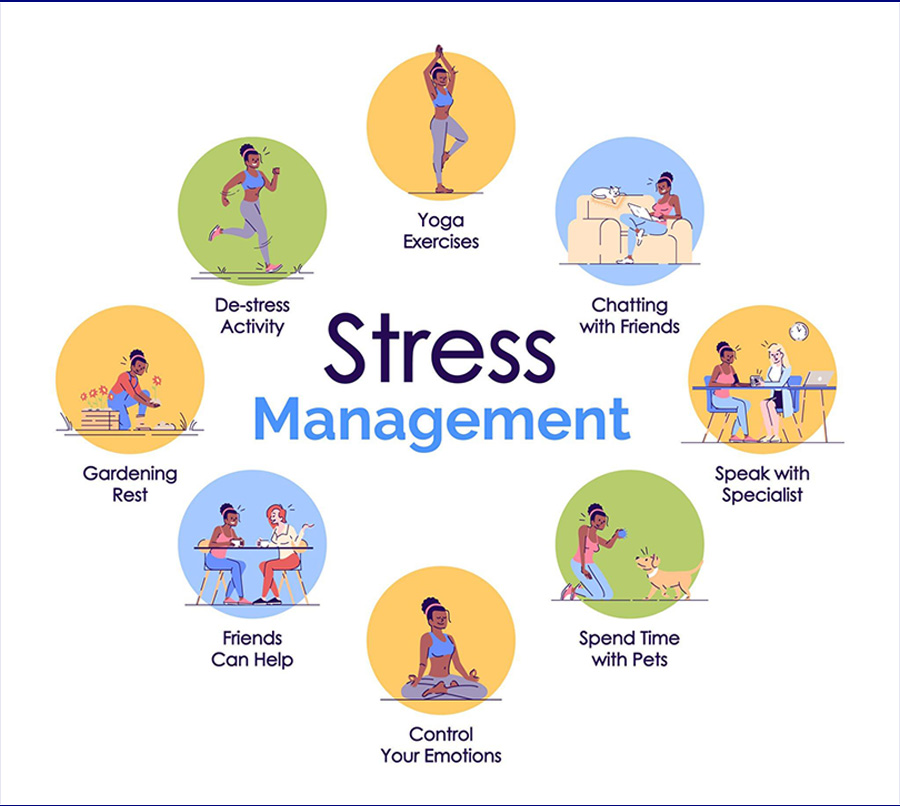 Yoga
Exercises
De-stress
Activity
Chatting
with Friends
Stress
Management
Gardening
Rest
Speak with
Specialist
Friends
Can Help
Spend Time
with Pets
Control
Your Emotions